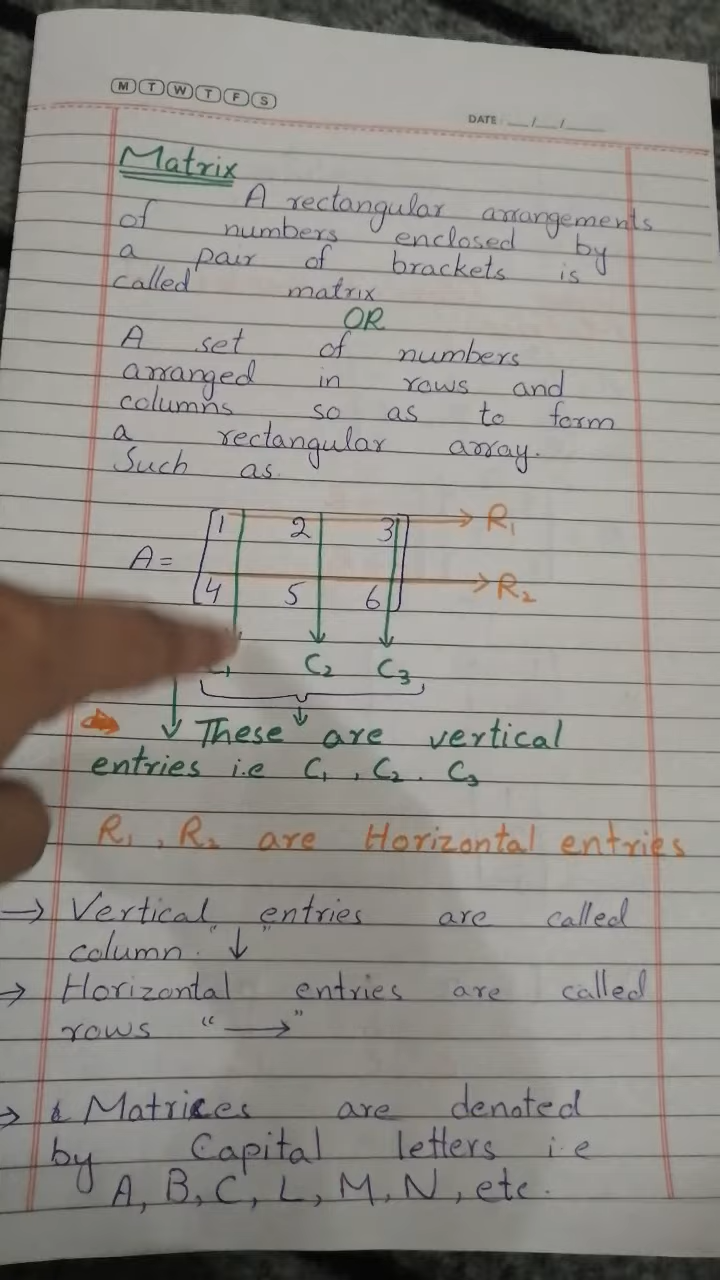 M T W T F S
DATE: __/__/____
Matrix
A rectangular arrangements
of numbers enclosed by
a pair of brackets is
called matrix
OR
A set of numbers
arranged in rows and
columns so as to form
a rectangular array.
Such as.
1 2 3 → R₁
A =
4 5 6 → R₂
C₂ C₃
These are vertical
entries i.e C₁, C₂. C₃
R₁, R₂ are Horizontal entries
→ Vertical entries are called
column. "↓"
→ Horizontal entries are called
rows "→"
→ Matrices are denoted
by Capital letters i.e
A, B, C, L, M, N, etc.